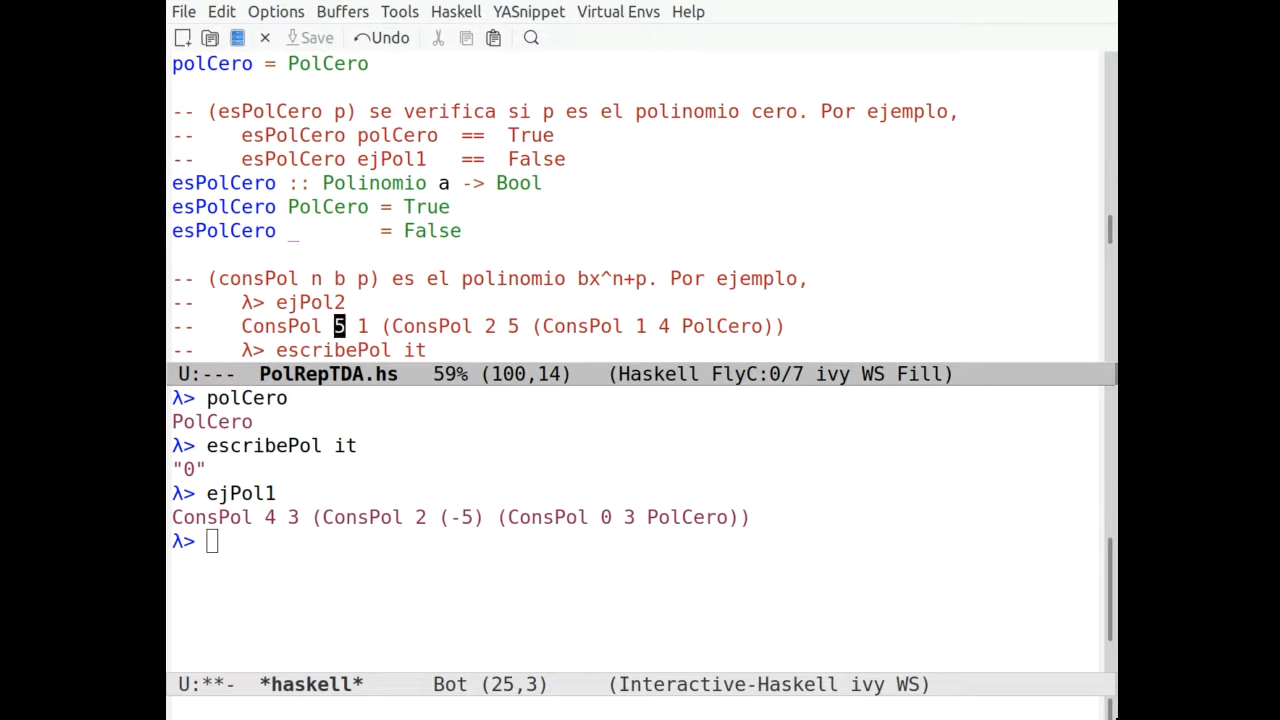 File Edit Options Buffers Tools Haskell YASnippet Virtual Envs Help
Save Undo
polCero = PolCero
-- (esPolCero p) se verifica si p es el polinomio cero. Por ejemplo,
--    esPolCero polCero  ==  True
--    esPolCero ejPol1   ==  False
esPolCero :: Polinomio a -> Bool
esPolCero PolCero = True
esPolCero _       = False
-- (consPol n b p) es el polinomio bx^n+p. Por ejemplo,
--    λ> ejPol2
--    ConsPol 5 1 (ConsPol 2 5 (ConsPol 1 4 PolCero))
--    λ> escribePol it
U:---  PolRepTDA.hs   59% (100,14)    (Haskell FlyC:0/7 ivy WS Fill)
λ> polCero
PolCero
λ> escribePol it
"0"
λ> ejPol1
ConsPol 4 3 (ConsPol 2 (-5) (ConsPol 0 3 PolCero))
λ>
U:**-  *haskell*      Bot (25,3)     (Interactive-Haskell ivy WS)